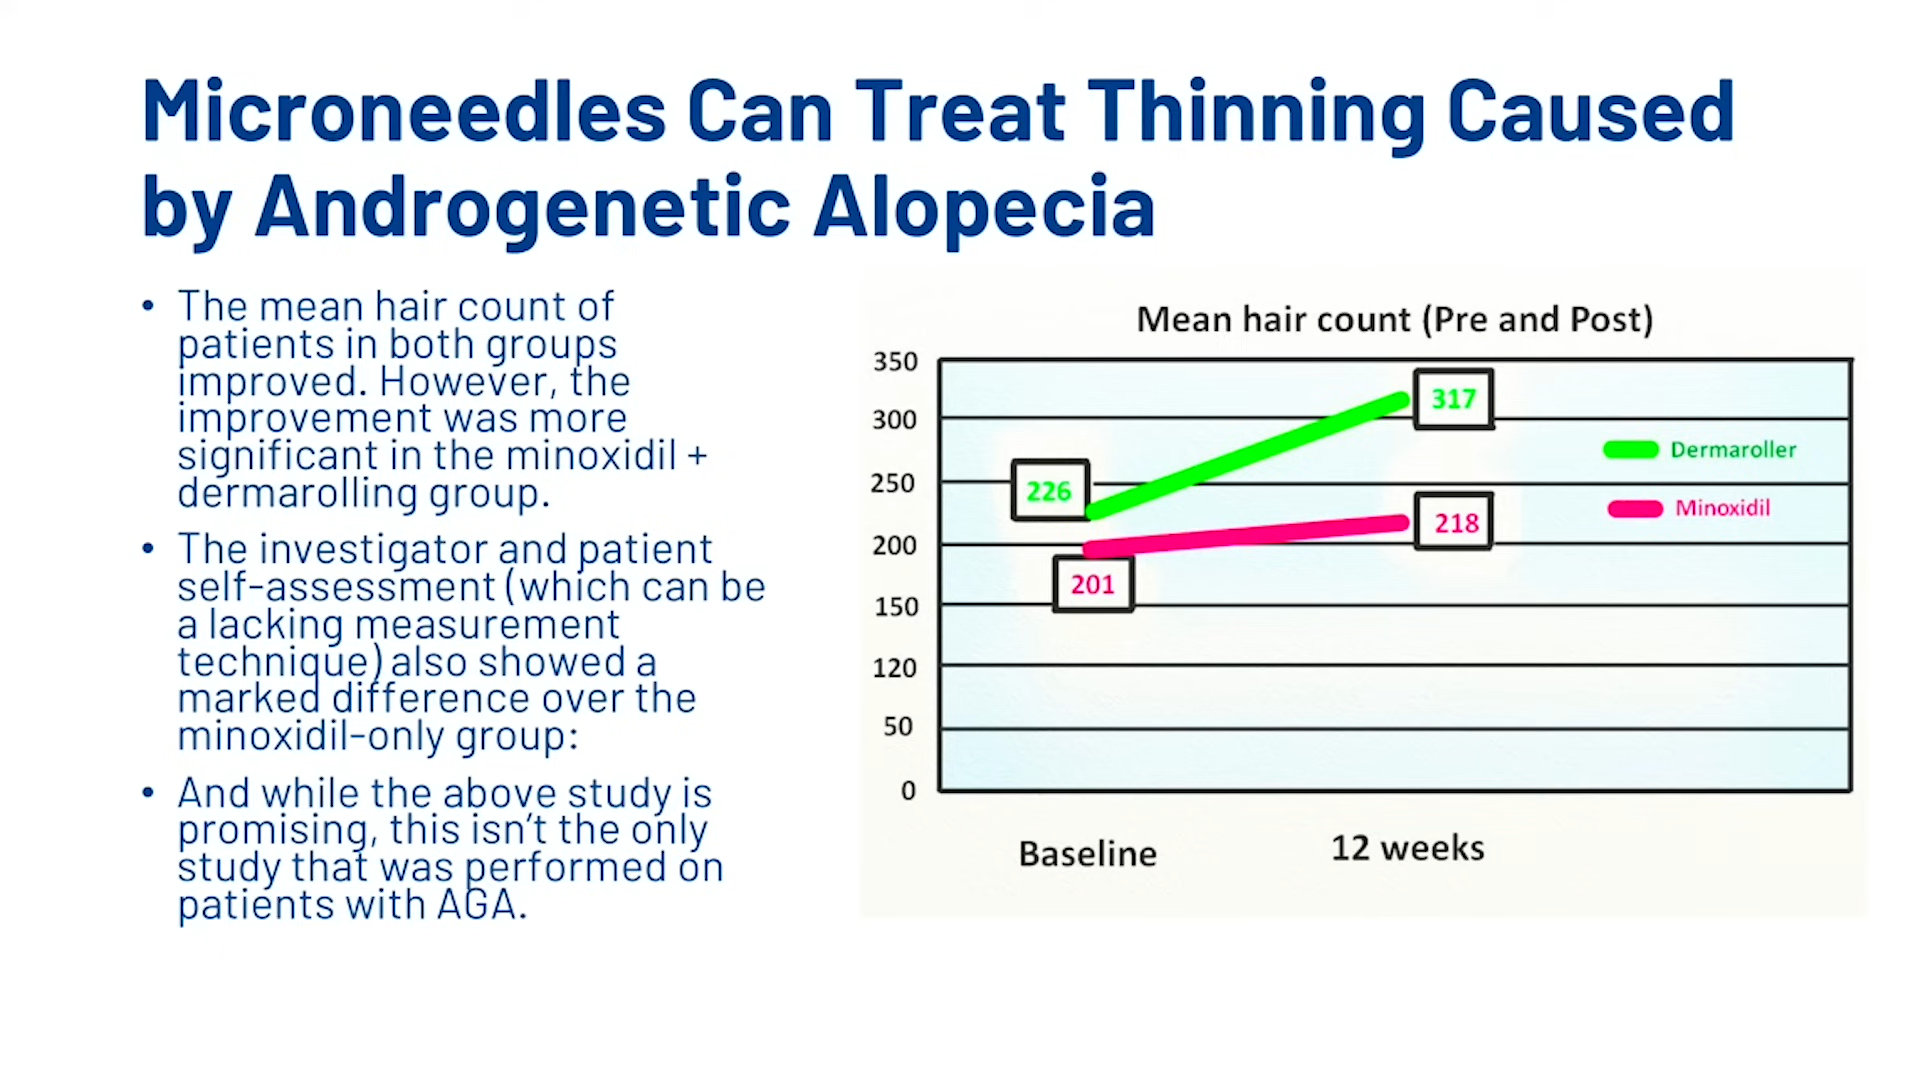 Microneedles Can Treat Thinning Caused
by Androgenetic Alopecia
• The mean hair count of
patients in both groups
improved. However, the
improvement was more
significant in the minoxidil +
dermarolling group.
• The investigator and patient
self-assessment (which can be
a lacking measurement
technique) also showed a
marked difference over the
minoxidil-only group:
• And while the above study is
promising, this isn't the only
study that was performed on
patients with AGA.
Mean hair count (Pre and Post)
350
300
250
200
150
120
50
0
226
317
201
218
Dermaroller
Minoxidil
Baseline
12 weeks